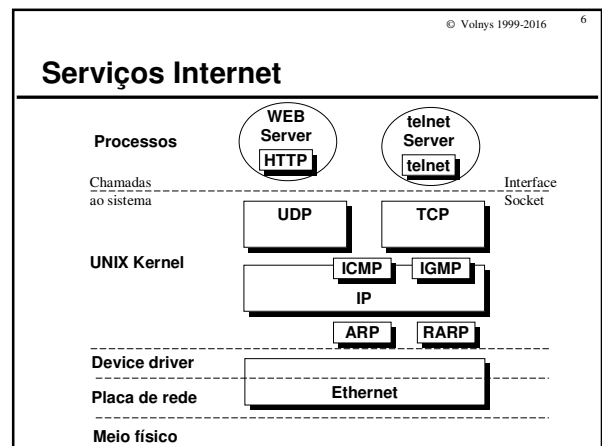 © Volnys 1999-2016 6
Serviços Internet
WEB
Server
HTTP
telnet
Server
telnet
Processos
Chamadas
ao sistema
Interface
Socket
UDP
TCP
UNIX Kernel
ICMP
IGMP
IP
ARP
RARP
Device driver
Ethernet
Placa de rede
Meio físico